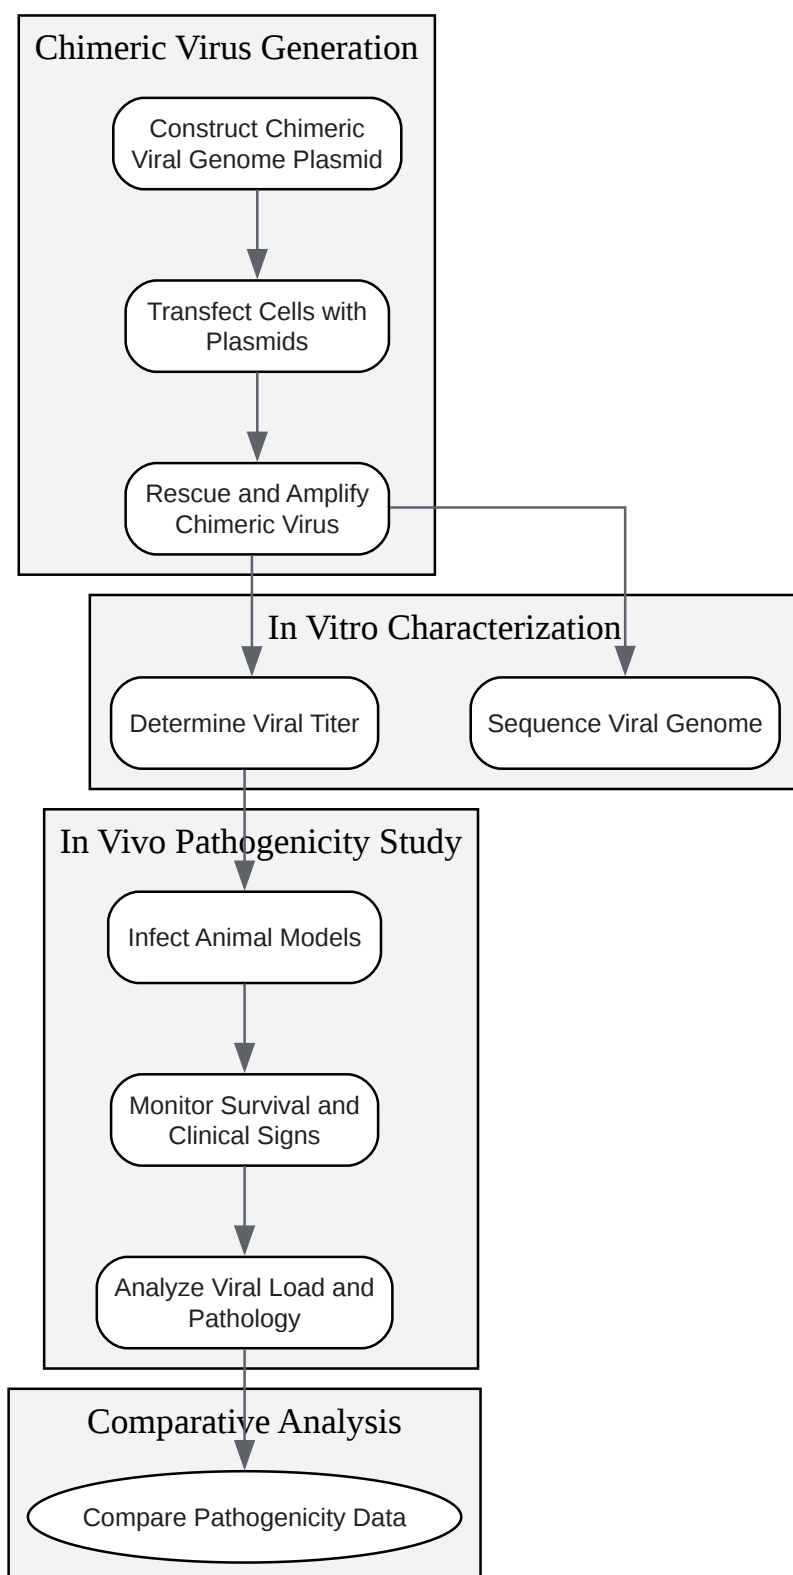 Chimeric Virus Generation
Construct Chimeric
Viral Genome Plasmid
Transfect Cells with
Plasmids
Rescue and Amplify
Chimeric Virus
In Vitro Characterization
Determine Viral Titer
Sequence Viral Genome
In Vivo Pathogenicity Study
Infect Animal Models
Monitor Survival and
Clinical Signs
Analyze Viral Load and
Pathology
Comparative Analysis
Compare Pathogenicity Data